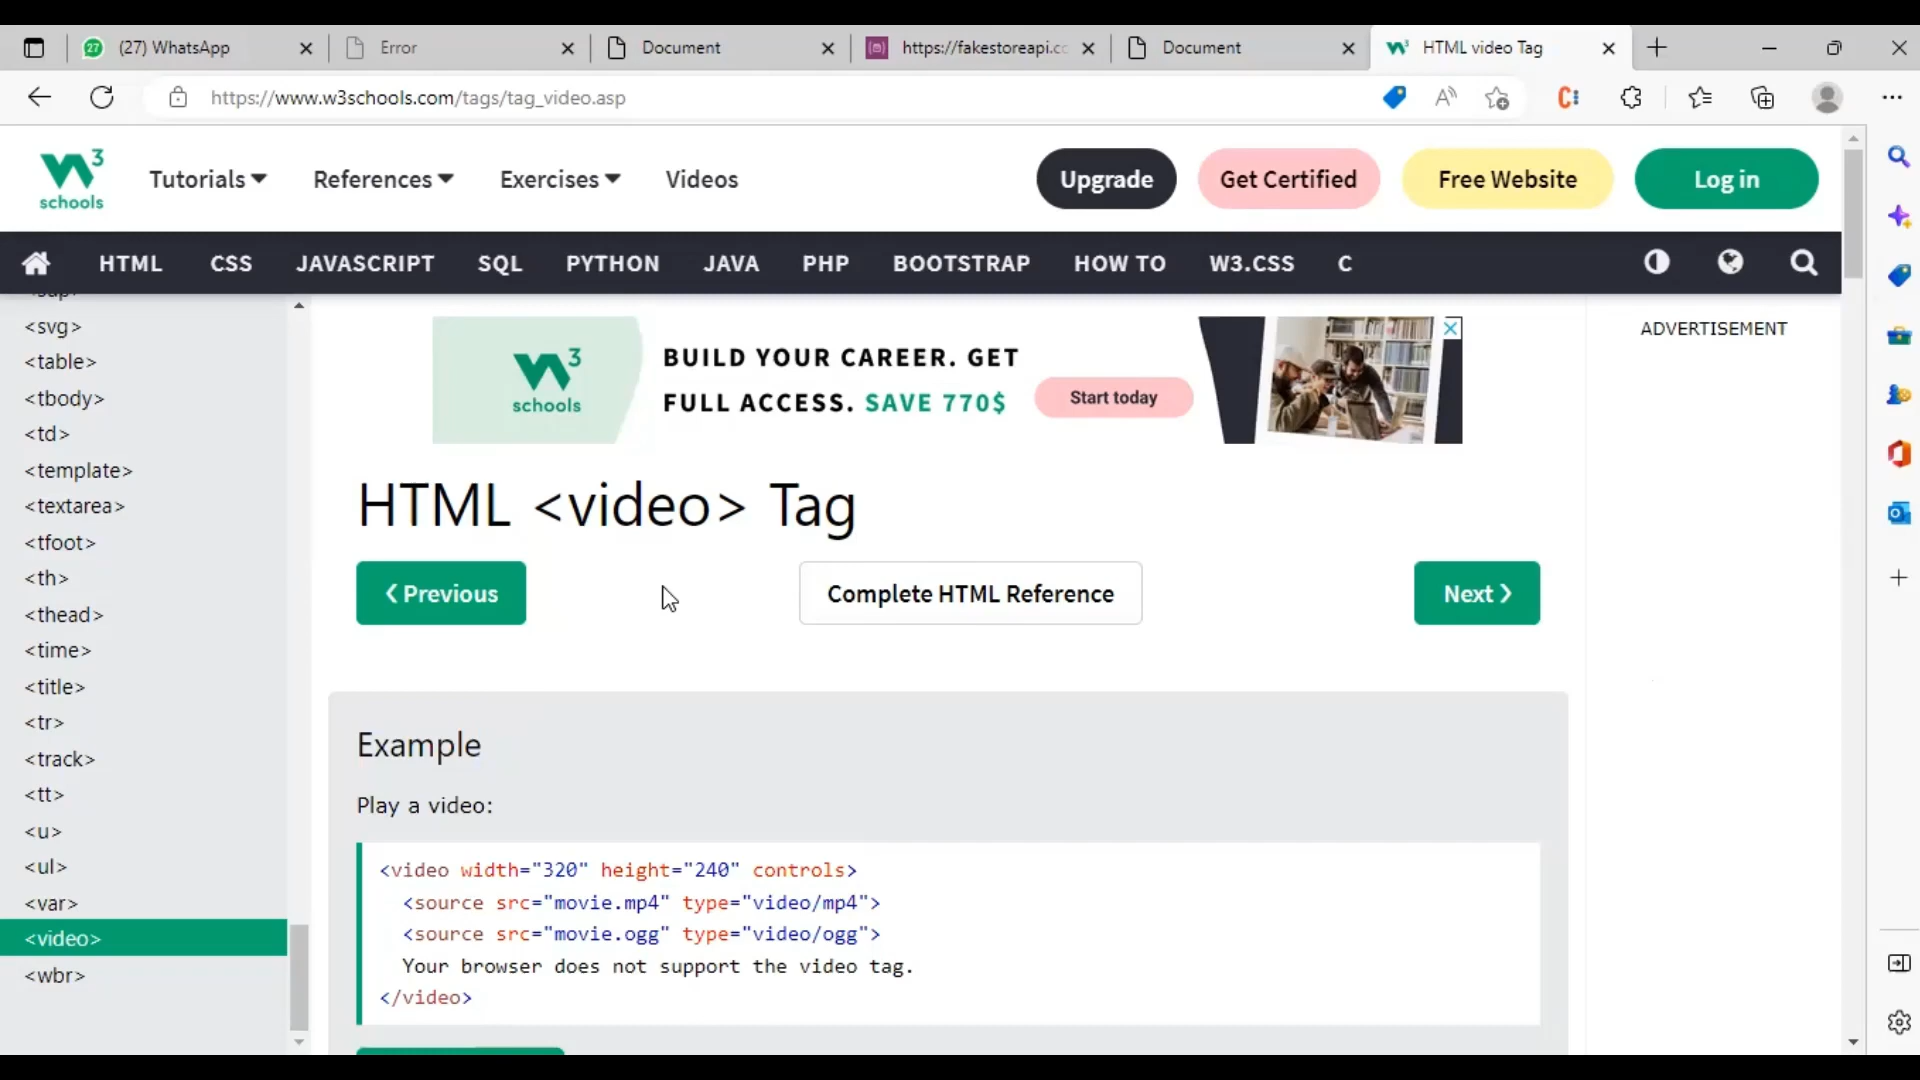 27 (27) WhatsApp
Error
Document
https://fakestoreapi.cc
Document
HTML video Tag
https://www.w3schools.com/tags/tag_video.asp
W3 schools
Tutorials
References
Exercises
Videos
Upgrade
Get Certified
Free Website
Log in
HTML
CSS
JAVASCRIPT
SQL
PYTHON
JAVA
PHP
BOOTSTRAP
HOW TO
W3.CSS
C
<sup>
<svg>
<table>
<tbody>
<td>
<template>
<textarea>
<tfoot>
<th>
<thead>
<time>
<title>
<tr>
<track>
<tt>
<u>
<ul>
<var>
<video>
<wbr>
W3 schools
BUILD YOUR CAREER. GET
FULL ACCESS. SAVE 770$
Start today
ADVERTISEMENT
HTML <video> Tag
❮ Previous
Complete HTML Reference
Next ❯
Example
Play a video:
<video width="320" height="240" controls>
<source src="movie.mp4" type="video/mp4">
<source src="movie.ogg" type="video/ogg">
Your browser does not support the video tag.
</video>